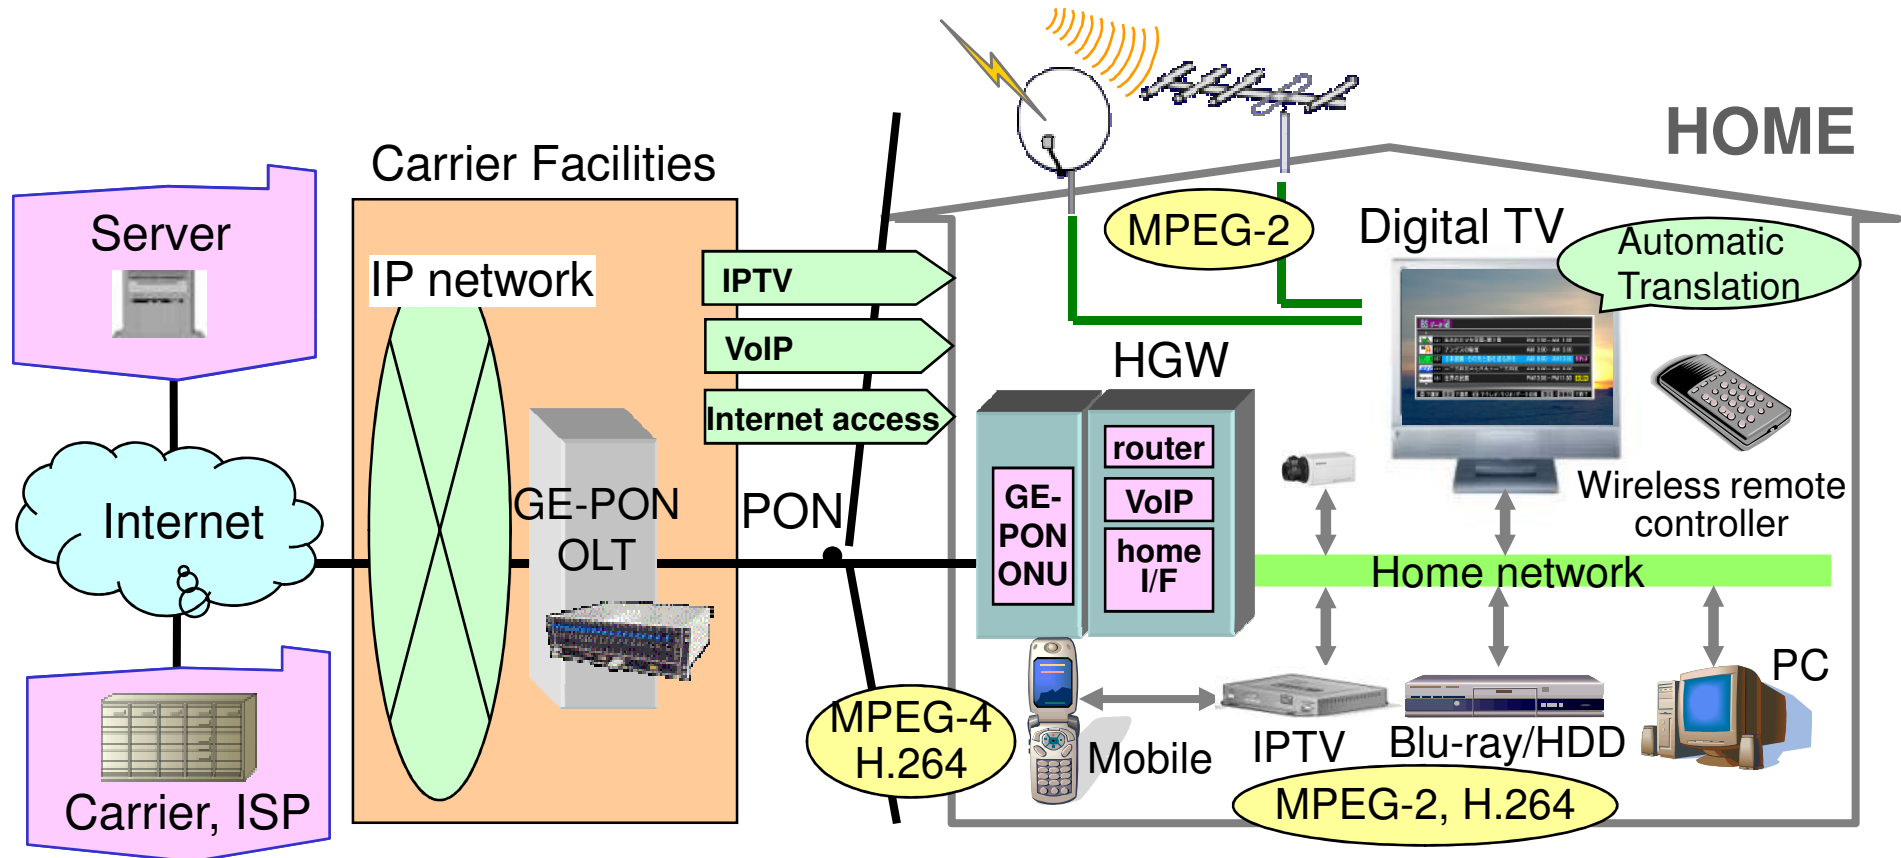 HOME
Carrier Facilities
Server
MPEG-2
Digital TV
Automatic
Translation
IP network
IPTV
VoIP
Internet access
HGW
router
VoIP
home
I/F
GE-
PON
ONU
Wireless remote
controller
Internet
GE-PON
OLT
PON
Home network
PC
MPEG-4
H.264
Mobile
IPTV
Blu-ray/HDD
Carrier, ISP
MPEG-2, H.264